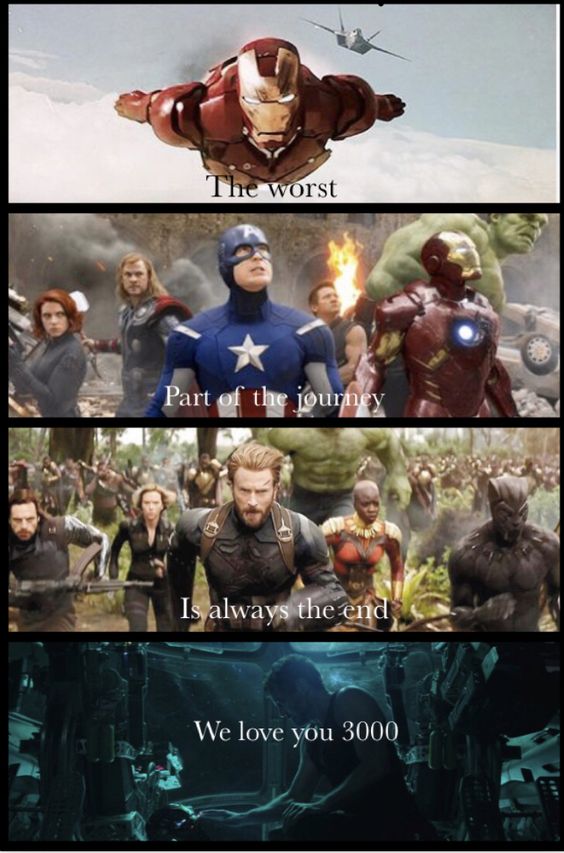 The worst
Part of the journey
Is always the end
We love you 3000